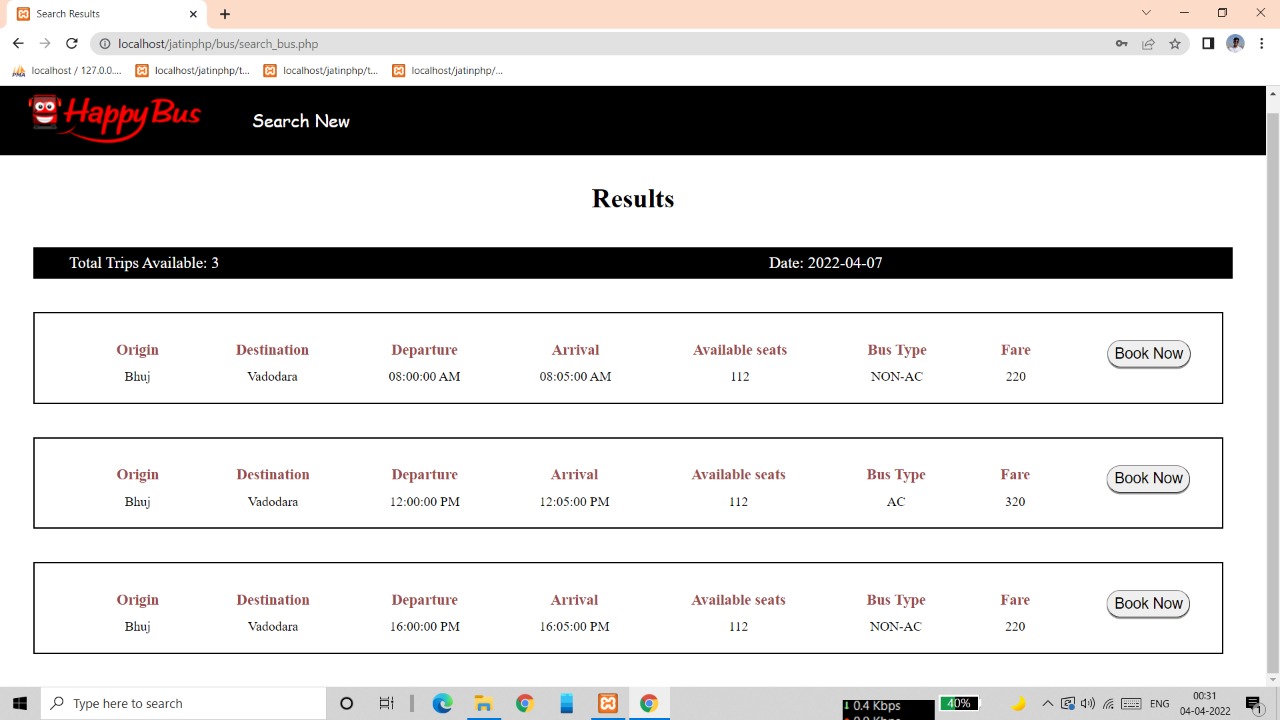 Search Results
localhost/jatinphp/bus/search_bus.php
localhost / 127.0.0.... localhost/jatinphp/t... localhost/jatinphp/t... localhost/jatinphp/...
HappyBus Search New
Results
Total Trips Available: 3 Date: 2022-04-07
Origin Destination Departure Arrival Available seats Bus Type Fare Book Now
Bhuj Vadodara 08:00:00 AM 08:05:00 AM 112 NON-AC 220
Origin Destination Departure Arrival Available seats Bus Type Fare Book Now
Bhuj Vadodara 12:00:00 PM 12:05:00 PM 112 AC 320
Origin Destination Departure Arrival Available seats Bus Type Fare Book Now
Bhuj Vadodara 16:00:00 PM 16:05:00 PM 112 NON-AC 220
Type here to search 0.4 Kbps 40% ENG 00:31
04-04-2022 1